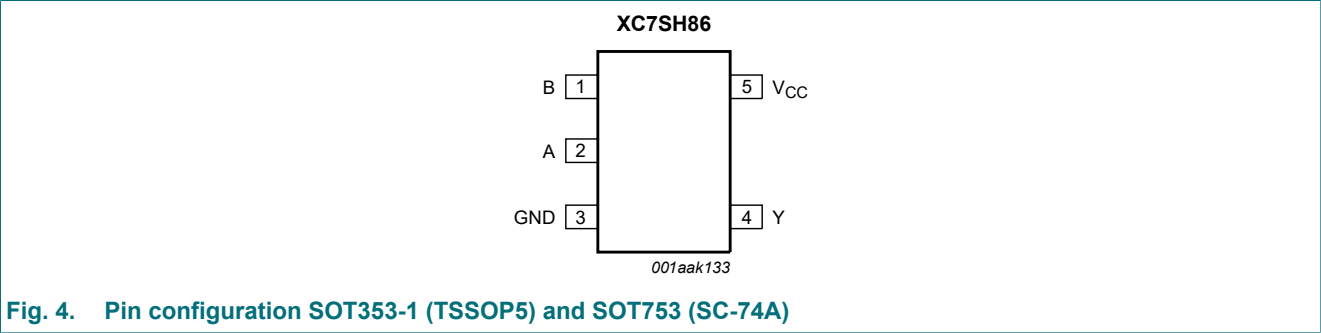 XC7SH86
B 1
5 VCC
A 2
GND 3
4 Y
001aak133
Fig. 4. Pin configuration SOT353-1 (TSSOP5) and SOT753 (SC-74A)